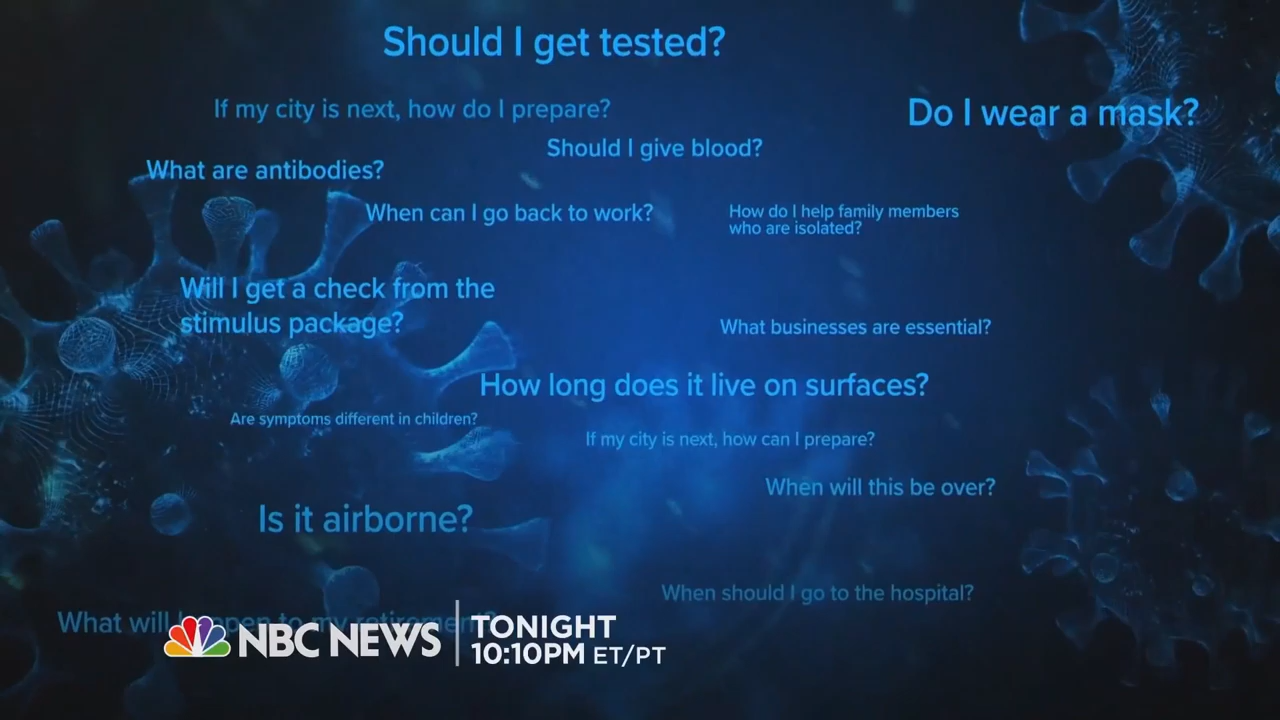 Should I get tested?
If my city is next, how do I prepare?
Do I wear a mask?
Should I give blood?
What are antibodies?
When can I go back to work?
How do I help family members
who are isolated?
Will I get a check from the
stimulus package?
What businesses are essential?
How long does it live on surfaces?
Are symptoms different in children?
If my city is next, how can I prepare?
When will this be over?
Is it airborne?
When should I go to the hospital?
What will happen to my retirement?
NBC NEWS
TONIGHT
10:10PM ET/PT